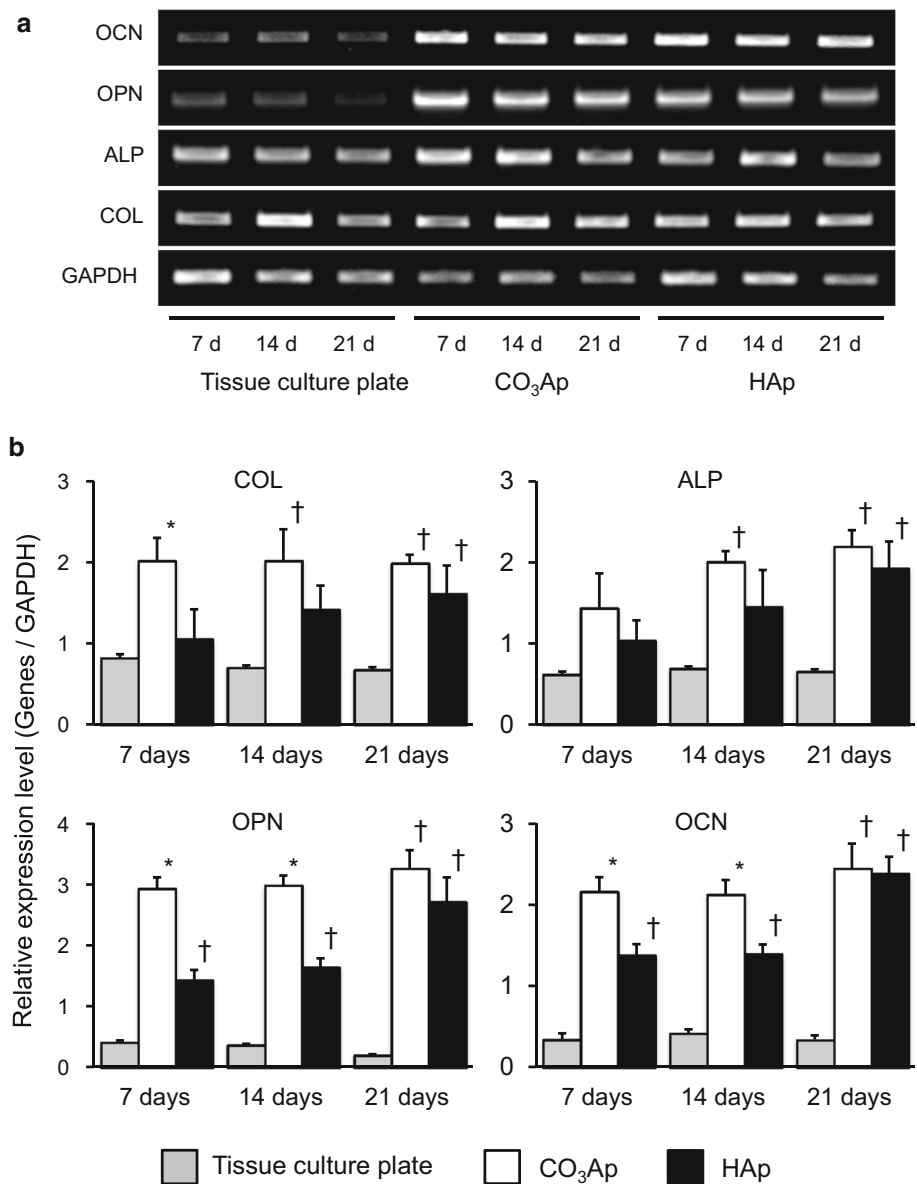 a
OCN
OPN
ALP
COL
GAPDH
7 d 14 d 21 d 7 d 14 d 21 d 7 d 14 d 21 d
Tissue culture plate CO₃Ap HAp
b
Relative expression level (Genes / GAPDH)
COL
3
2
1
0
* † † †
7 days 14 days 21 days
ALP
3
2
1
0
† † †
7 days 14 days 21 days
OPN
4
3
2
1
0
* † * † † †
7 days 14 days 21 days
OCN
3
2
1
0
* † * † † †
7 days 14 days 21 days
Tissue culture plate CO₃Ap HAp